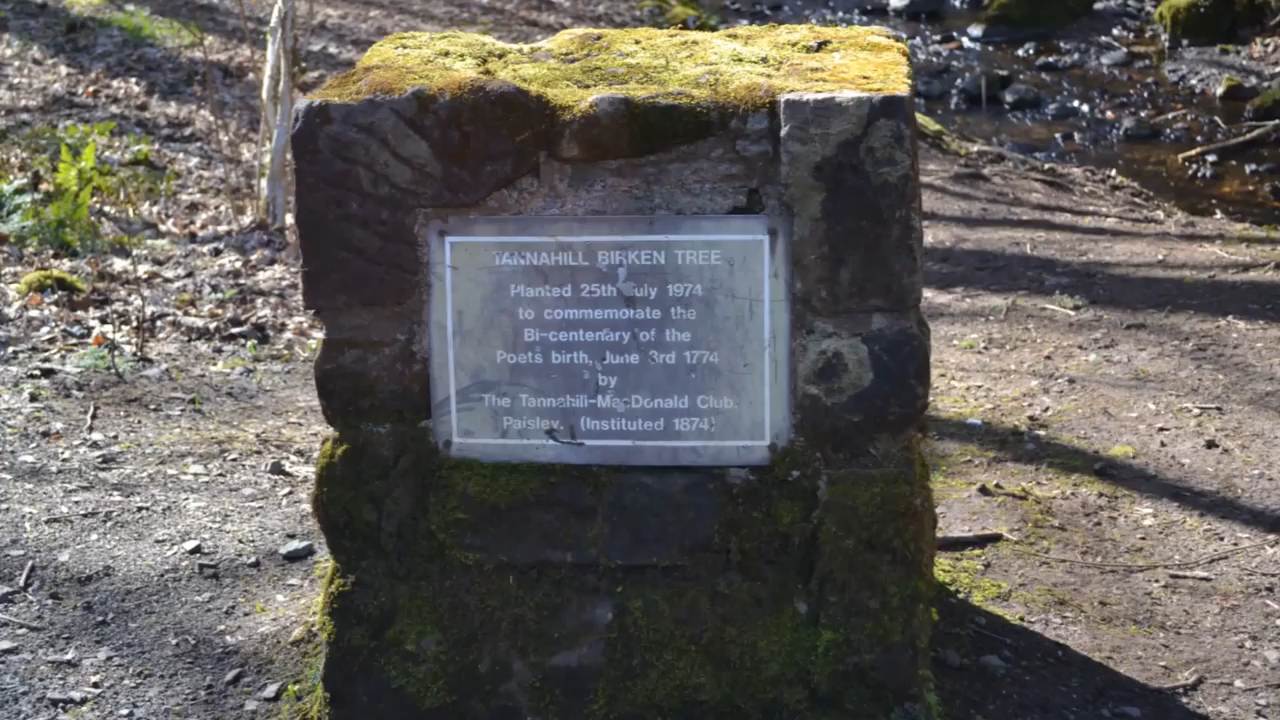 TANNAHILL BIRKEN TREE
Planted 25th July 1974
to commemorate the
Bi-centenary of the
Poets birth, June 3rd 1774
by
The Tannahill-MacDonald Club.
Paisley. (Instituted 1874)